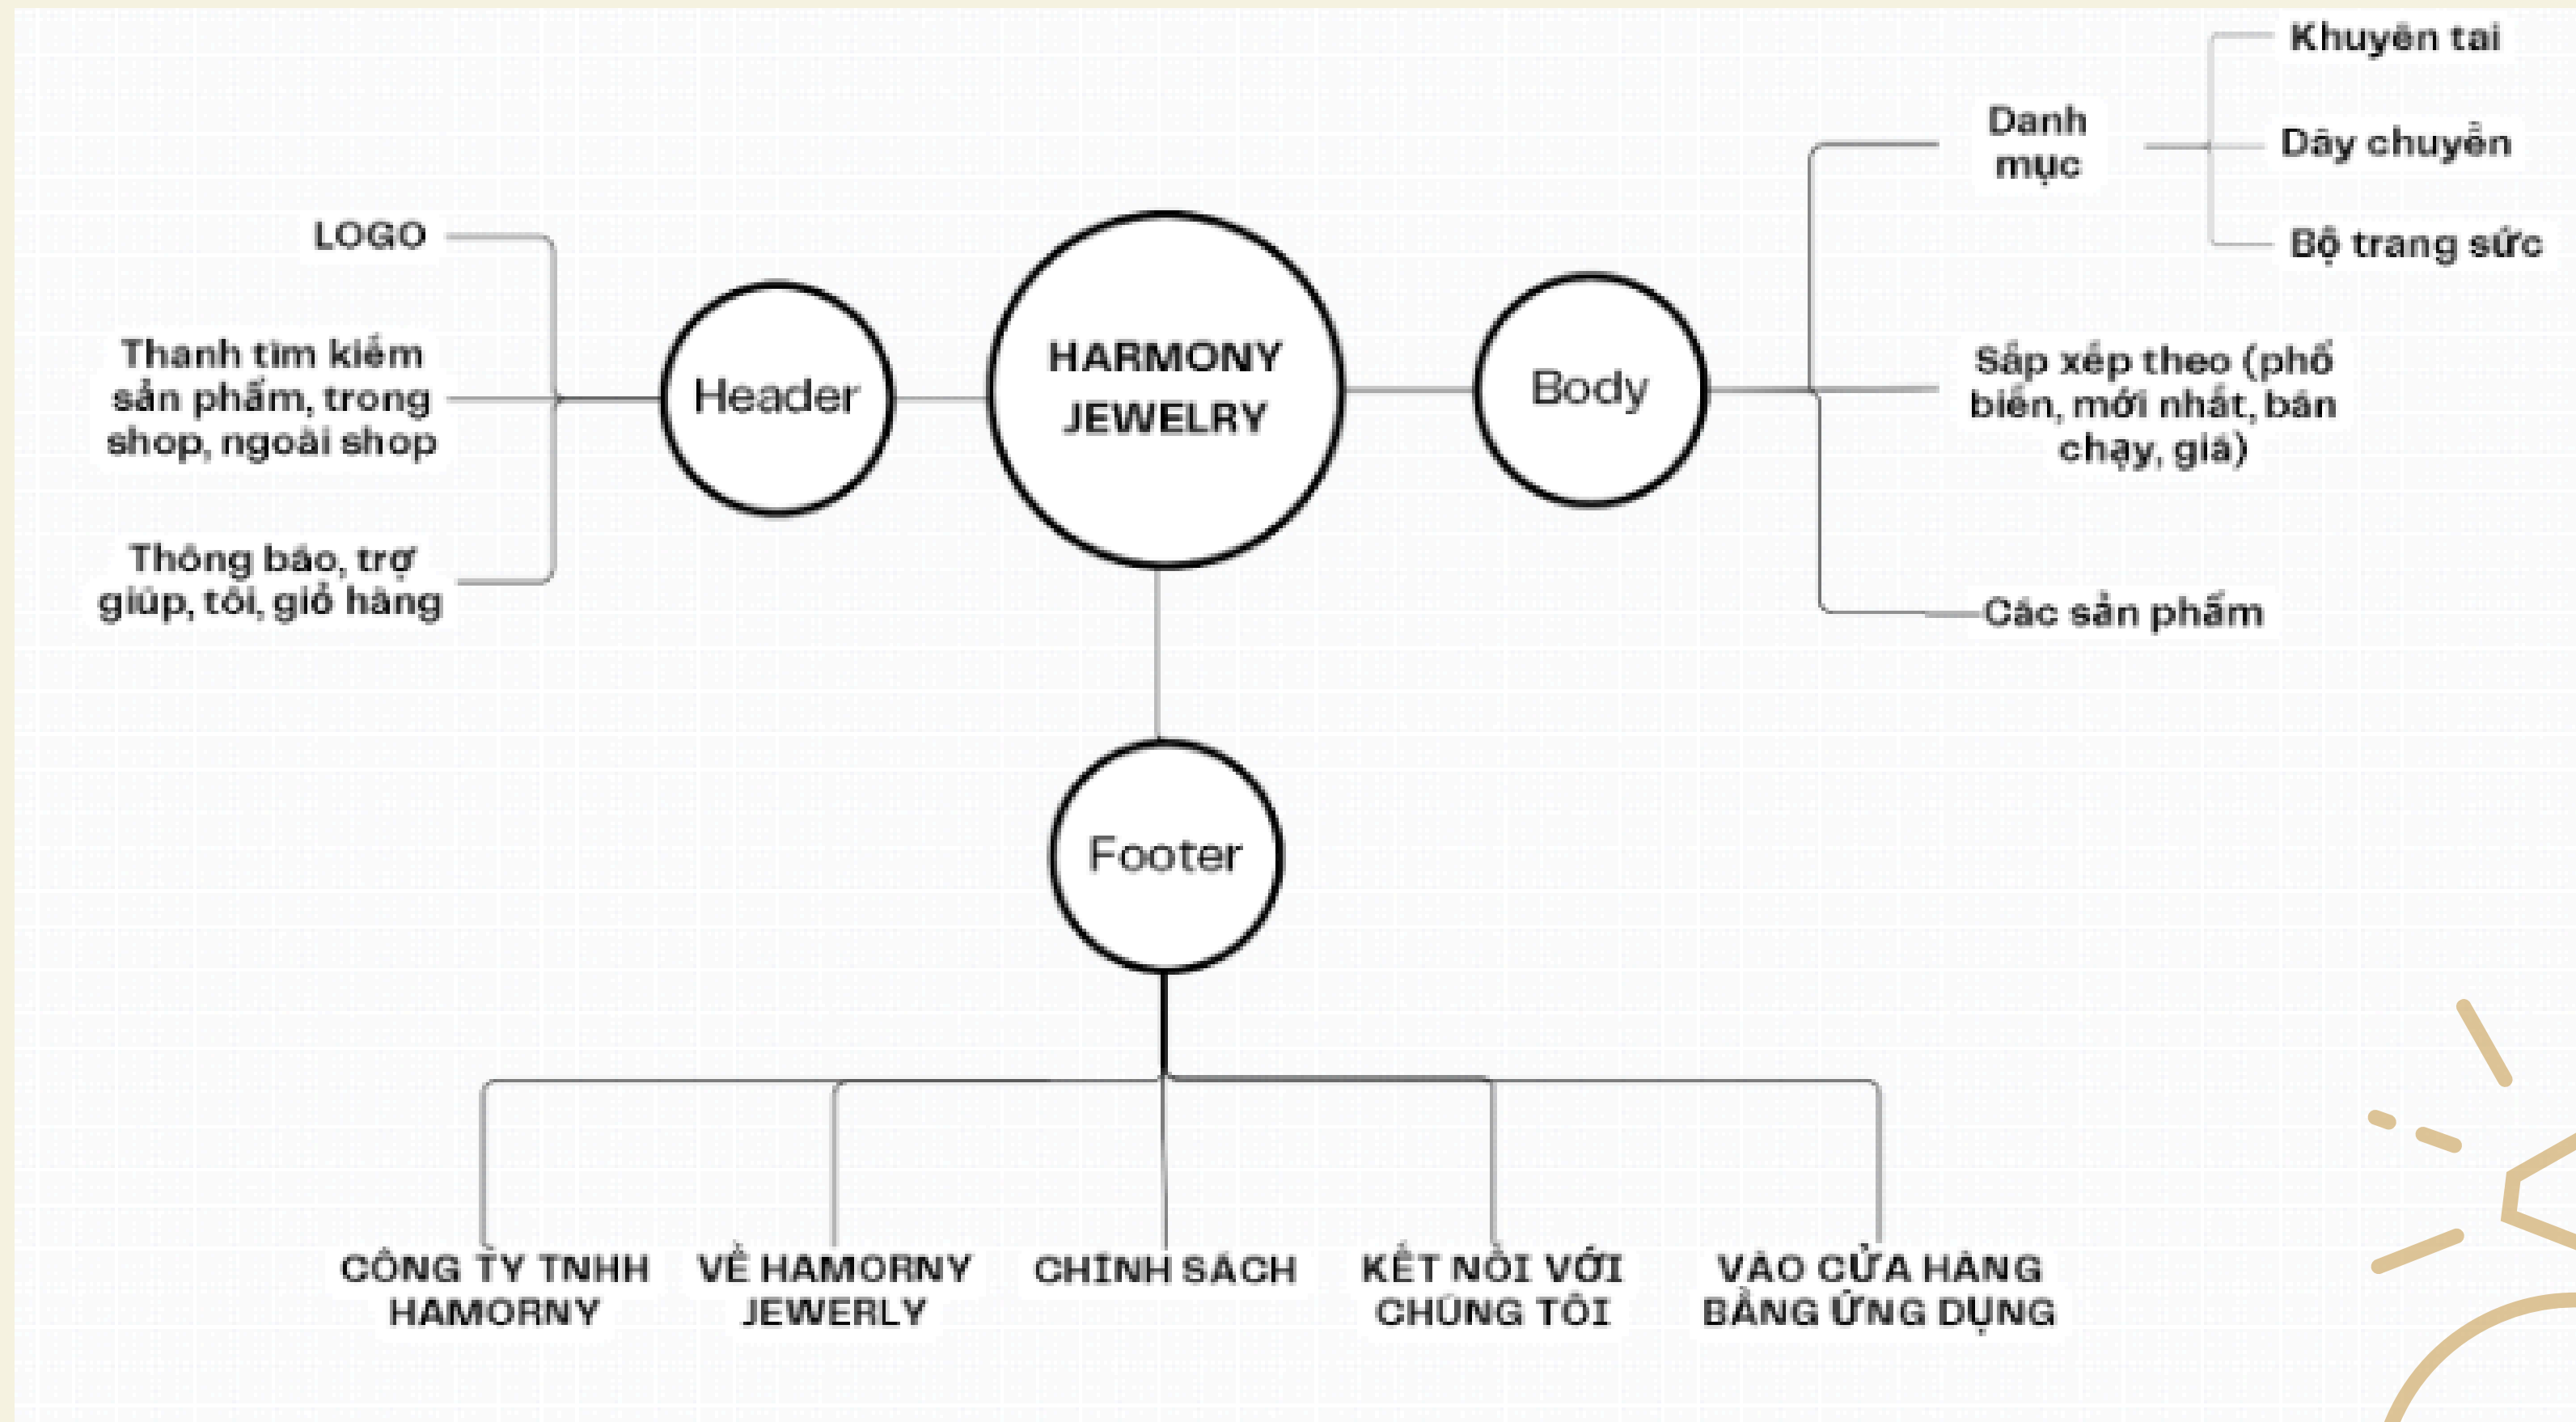 LOGO
Thanh tìm kiếm
sản phẩm, trong
shop, ngoài shop
Thông báo, trợ
giúp, tôi, giỏ hàng
Header
HARMONY
JEWELRY
Body
Danh
mục
Khuyên tai
Dây chuyền
Bộ trang sức
Sắp xếp theo (phổ
biến, mới nhất, bán
chạy, giá)
Các sản phẩm
Footer
CÔNG TY TNHH
HAMORNY
VỀ HAMORNY
JEWERLY
CHÍNH SÁCH
KẾT NỐI VỚI
CHÚNG TÔI
VÀO CỬA HÀNG
BẰNG ỨNG DỤNG